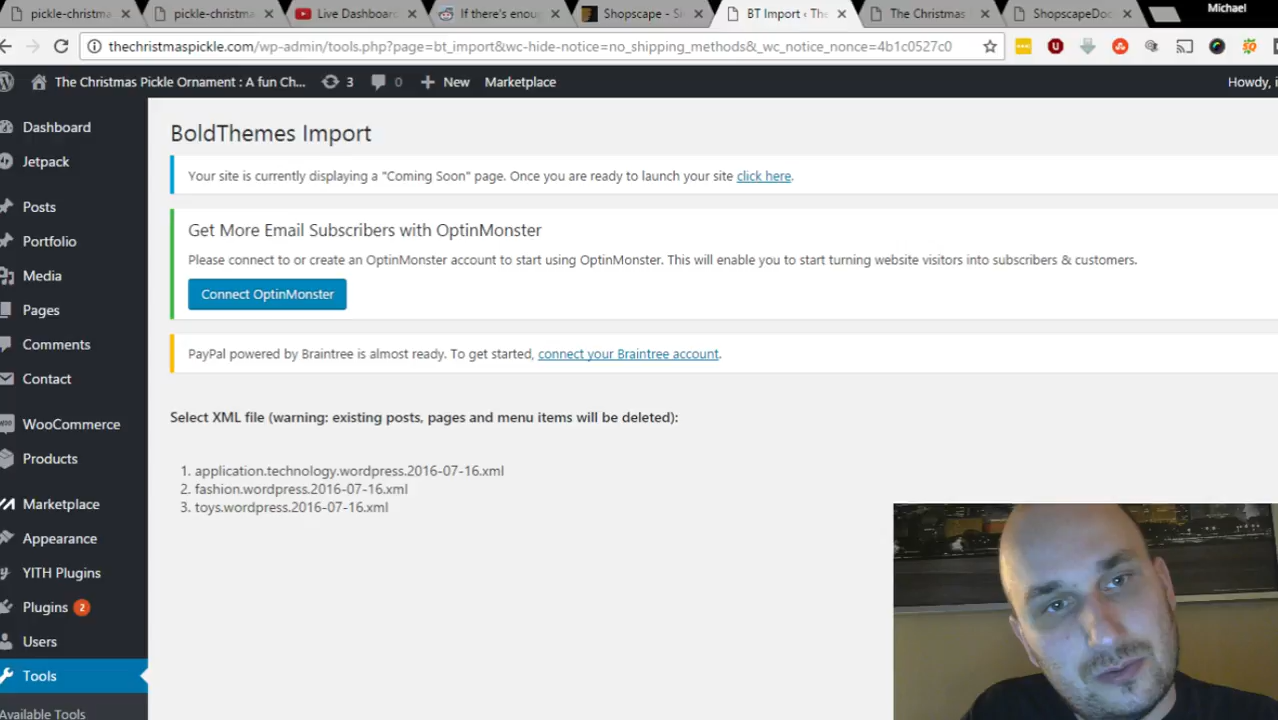 pickle-christma
pickle-christma
Live Dashboard
If there's enou
Shopscape - S
BT Import ‹ The
The Christmas
ShopscapeDoc
Michael
thechristmaspickle.com/wp-admin/tools.php?page=bt_import&wc-hide-notice=no_shipping_methods&_wc_notice_nonce=4b1c0527c0
The Christmas Pickle Ornament : A fun Ch...
3
0
New
Marketplace
Howdy, i
Dashboard
Jetpack
Posts
Portfolio
Media
Pages
Comments
Contact
WooCommerce
Products
Marketplace
Appearance
YITH Plugins
Plugins 2
Users
Tools
Available Tools
BoldThemes Import
Your site is currently displaying a "Coming Soon" page. Once you are ready to launch your site click here.
Get More Email Subscribers with OptinMonster
Please connect to or create an OptinMonster account to start using OptinMonster. This will enable you to start turning website visitors into subscribers & customers.
Connect OptinMonster
PayPal powered by Braintree is almost ready. To get started, connect your Braintree account.
Select XML file (warning: existing posts, pages and menu items will be deleted):
1. application.technology.wordpress.2016-07-16.xml
2. fashion.wordpress.2016-07-16.xml
3. toys.wordpress.2016-07-16.xml